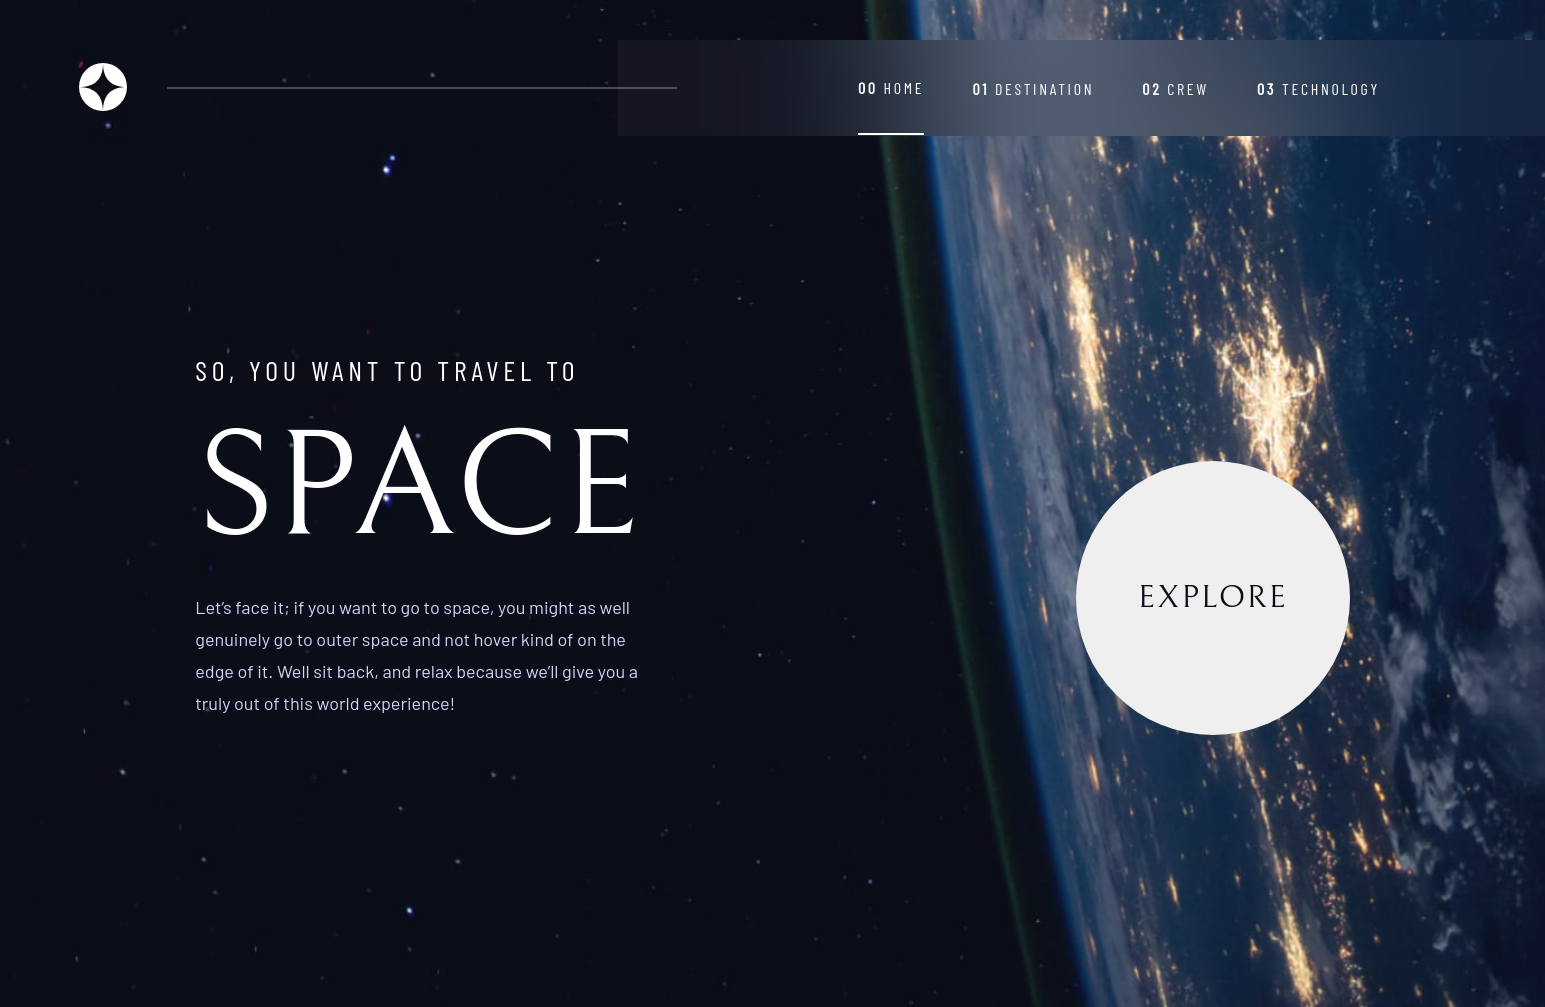 00 HOME 01 DESTINATION 02 CREW 03 TECHNOLOGY
SO, YOU WANT TO TRAVEL TO
SPACE
Let’s face it; if you want to go to space, you might as well
genuinely go to outer space and not hover kind of on the
edge of it. Well sit back, and relax because we’ll give you a
truly out of this world experience!
EXPLORE